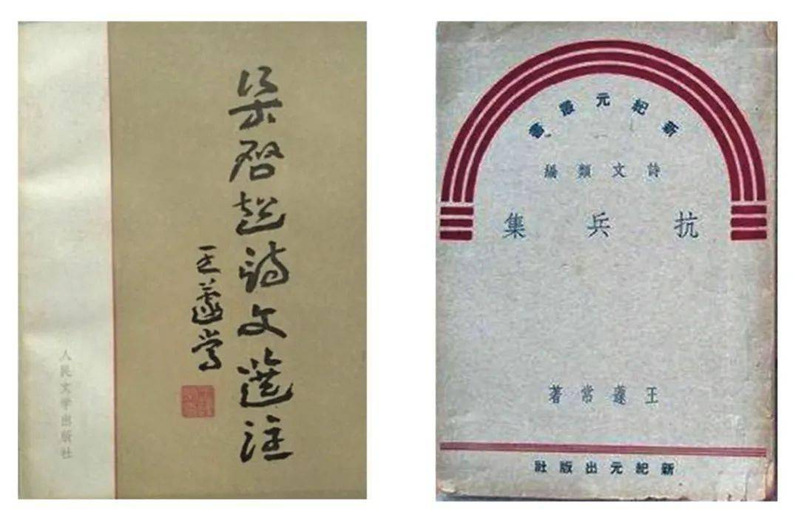 梁启超诗文選注
王蘧常
人民文学出版社
新紀元叢書
詩文類編
抗兵集
王蘧常著
新紀元出版社